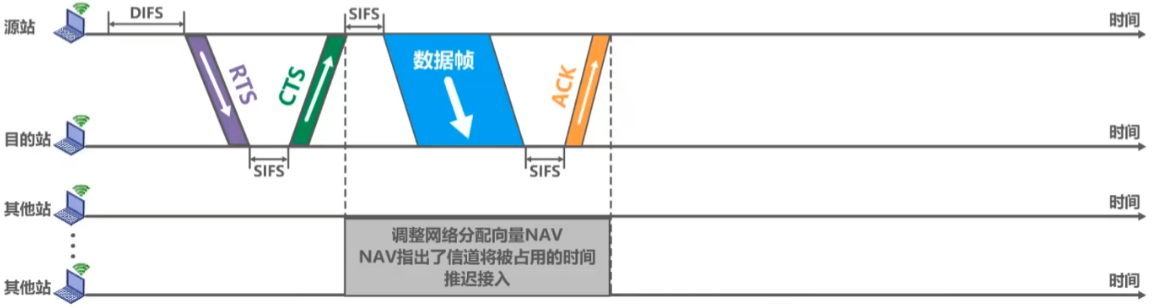 DIFS
SIFS
源站
时间
RTS
CTS
数据帧
ACK
目的站
时间
SIFS
SIFS
其他站
时间
调整网络分配向量NAV
NAV指出了信道将被占用的时间
推迟接入
其他站
时间